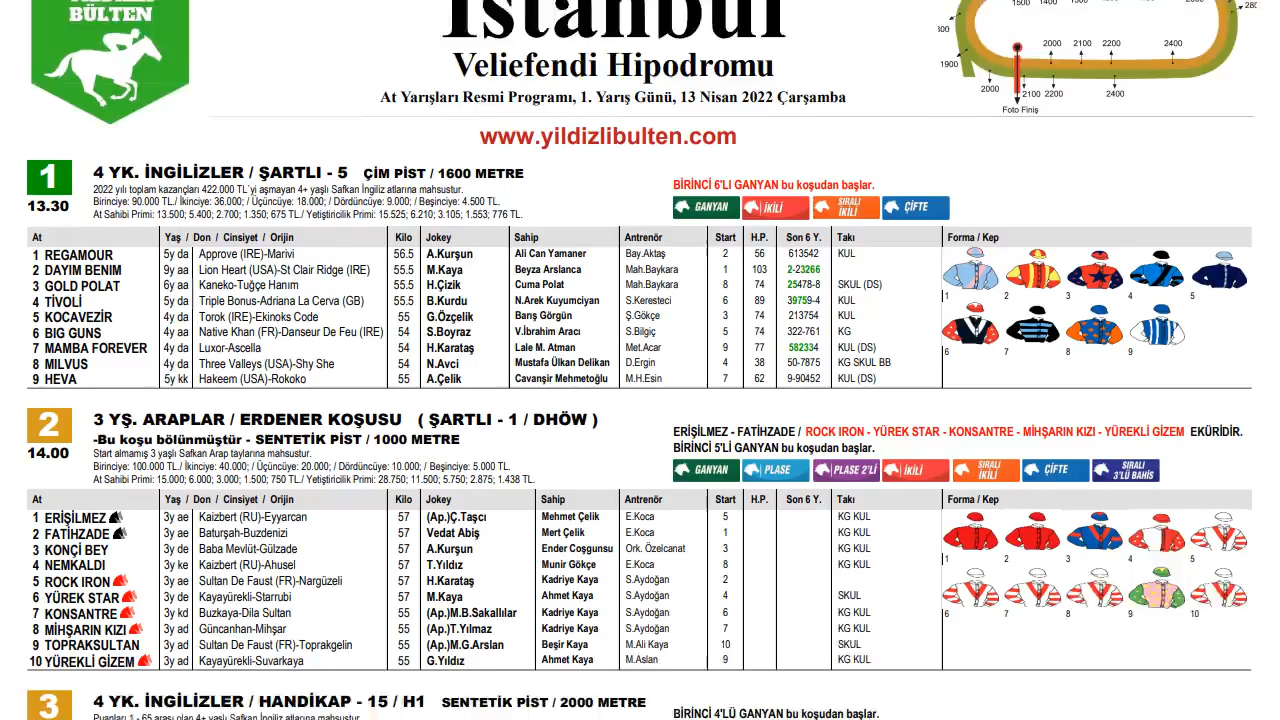 BÜLTEN
İstanbul
Veliefendi Hipodromu
At Yarışları Resmi Programı, 1. Yarış Günü, 13 Nisan 2022 Çarşamba
www.yildizlibulten.com
1500 1400 1300
1900
2000 2100 2200 2400
2000 2100 2200 2400
Foto Finiş
1
13.30
4 YK. İNGİLİZLER / ŞARTLI - 5 ÇİM PİST / 1600 METRE
2022 yılı toplam kazançları 422.000 TL`yi aşmayan 4+ yaşlı Safkan İngiliz atlarına mahsustur.
Birinciye: 90.000 TL./ İkinciye: 36.000; / Üçüncüye: 18.000; / Dördüncüye: 9.000; / Beşinciye: 4.500 TL.
At Sahibi Primi: 13.500; 5.400; 2.700; 1.350; 675 TL./ Yetiştiricilik Primi: 15.525; 6.210; 3.105; 1.553; 776 TL.
BİRİNCİ 6'LI GANYAN bu koşudan başlar.
GANYAN İKİLİ SIRALI İKİLİ ÇİFTE
At Yaş / Don / Cinsiyet / Orijin Kilo Jokey Sahip Antrenör Start H.P. Son 6 Y. Takı Forma / Kep
1 REGAMOUR 5y da Approve (IRE)-Marivi 56.5 A.Kurşun Ali Can Yamaner Bay.Aktaş 2 56 613542 KUL
2 DAYIM BENIM 9y aa Lion Heart (USA)-St Clair Ridge (IRE) 55.5 M.Kaya Beyza Arslanca Mah.Baykara 1 103 2-23266
3 GOLD POLAT 6y aa Kaneko-Tuğçe Hanım 55.5 H.Çizik Cuma Polat Mah.Baykara 8 74 25478-8 SKUL (DS)
4 TİVOLİ 5y da Triple Bonus-Adriana La Cerva (GB) 55.5 B.Kurdu N.Arek Kuyumciyan S.Keresteci 6 89 39759-4 KUL
5 KOCAVEZİR 4y da Torok (IRE)-Ekinoks Code 55 G.Özçelik Barış Görgün Ş.Gökçe 3 74 213754 KUL
6 BIG GUNS 4y aa Native Khan (FR)-Danseur De Feu (IRE) 54 S.Boyraz V.İbrahim Aracı S.Bilgiç 5 74 322-761 KG
7 MAMBA FOREVER 4y da Luxor-Ascella 54 H.Karataş Lale M. Atman Met.Acar 9 77 582334 KUL (DS)
8 MILVUS 4y da Three Valleys (USA)-Shy She 54 N.Avci Mustafa Ülkan Delikan D.Ergin 4 38 50-7875 KG SKUL BB
9 HEVA 5y kk Hakeem (USA)-Rokoko 55 A.Çelik Cavanşir Mehmetoğlu M.H.Esin 7 62 9-90452 KUL (DS)
1 2 3 4 5
6 7 8 9
2
14.00
3 YŞ. ARAPLAR / ERDENER KOŞUSU ( ŞARTLI - 1 / DHÖW )
-Bu koşu bölünmüştür - SENTETİK PİST / 1000 METRE
Start almamış 3 yaşlı Safkan Arap taylarına mahsustur.
Birinciye: 100.000 TL./ İkinciye: 40.000; / Üçüncüye: 20.000; / Dördüncüye: 10.000; / Beşinciye: 5.000 TL.
At Sahibi Primi: 15.000; 6.000; 3.000; 1.500; 750 TL./ Yetiştiricilik Primi: 28.750; 11.500; 5.750; 2.875; 1.438 TL.
ERİŞİLMEZ - FATİHZADE / ROCK IRON - YÜREK STAR - KONSANTRE - MİHŞARIN KIZI - YÜREKLİ GİZEM EKÜRİDİR.
BİRİNCİ 5'Lİ GANYAN bu koşudan başlar.
GANYAN PLASE PLASE 2'Lİ İKİLİ SIRALI İKİLİ ÇİFTE SIRALI 3'LÜ BAHİS
At Yaş / Don / Cinsiyet / Orijin Kilo Jokey Sahip Antrenör Start H.P. Son 6 Y. Takı Forma / Kep
1 ERİŞİLMEZ 3y ae Kaizbert (RU)-Eyyarcan 57 (Ap.)Ç.Taşcı Mehmet Çelik E.Koca 5 KG KUL
2 FATİHZADE 3y ae Baturşah-Buzdenizi 57 Vedat Abiş Mert Çelik E.Koca 1 KG KUL
3 KONÇİ BEY 3y de Baba Mevlüt-Gülzade 57 A.Kurşun Ender Coşgunsu Ork. Özelcanat 3 KG KUL
4 NEMKALDI 3y ke Kaizbert (RU)-Ahusel 57 T.Yıldız Munir Gökçe E.Koca 8 KG KUL
5 ROCK IRON 3y ae Sultan De Faust (FR)-Nargüzeli 57 H.Karataş Kadriye Kaya S.Aydoğan 2
6 YÜREK STAR 3y de Kayayürekli-Starrubi 57 M.Kaya Ahmet Kaya S.Aydoğan 4 SKUL
7 KONSANTRE 3y kd Buzkaya-Dila Sultan 55 (Ap.)M.B.Sakallılar Kadriye Kaya S.Aydoğan 6 KG KUL
8 MİHŞARIN KIZI 3y ad Güncanhan-Mihşar 55 (Ap.)T.Yılmaz Kadriye Kaya S.Aydoğan 7 KG KUL
9 TOPRAKSULTAN 3y ad Sultan De Faust (FR)-Toprakgelin 55 (Ap.)M.G.Arslan Beşir Kaya M.Ali Kaya 10 SKUL
10 YÜREKLİ GİZEM 3y ad Kayayürekli-Suvarkaya 55 G.Yıldız Ahmet Kaya M.Aslan 9 KG KUL
1 2 3 4 5
6 7 8 9 10
3
4 YK. İNGİLİZLER / HANDİKAP - 15 / H1 SENTETİK PİST / 2000 METRE
Puanları 1 - 65 arası olan 4+ yaşlı Safkan İngiliz atlarına mahsustur.
BİRİNCİ 4'LÜ GANYAN bu koşudan başlar.